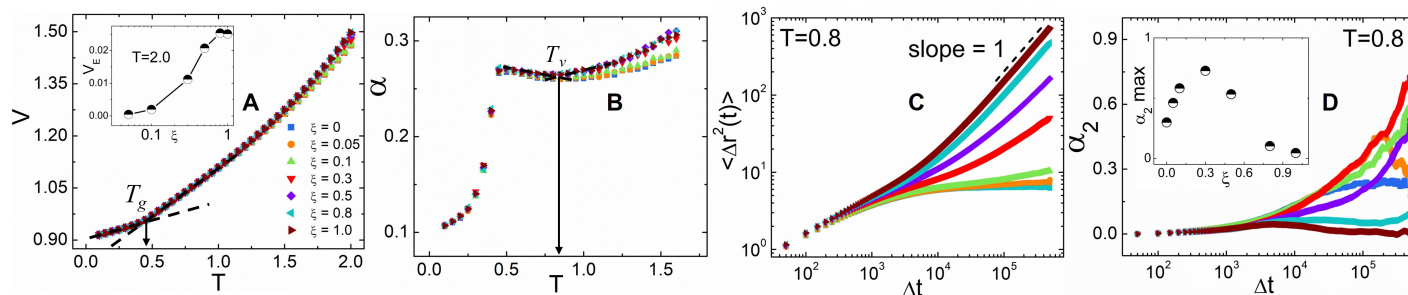 1.50
1.35
1.20
1.05
0.90
V
0.02
0.00
V_E
T=2.0
0.1
1
ξ
A
ξ = 0
ξ = 0.05
ξ = 0.1
ξ = 0.3
ξ = 0.5
ξ = 0.8
ξ = 1.0
T_g
0.0
0.5
1.0
1.5
2.0
T
0.3
0.2
0.1
α
T_v
B
0.0
0.5
1.0
1.5
T
10^3
10^2
10^1
10^0
<Δr^2(t)>
T=0.8
slope = 1
C
10^2
10^3
10^4
10^5
Δt
0.9
0.6
0.3
0.0
α_2
1
0
α_2 max
0.0
0.4
0.8
ξ
T=0.8
D
10^2
10^3
10^4
10^5
Δt